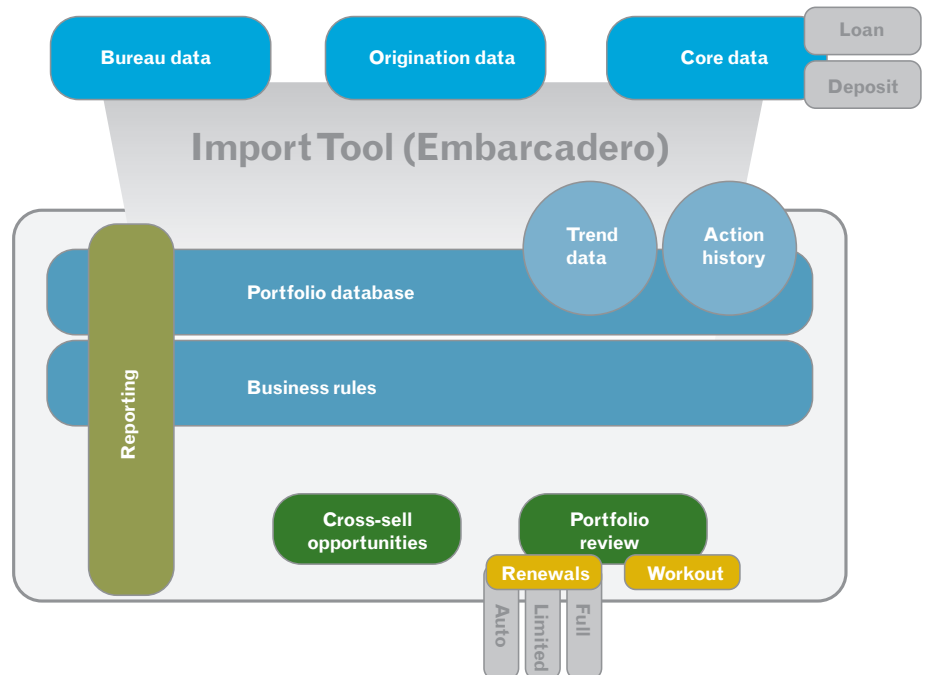 Bureau data
Origination data
Core data
Loan
Deposit
Import Tool (Embarcadero)
Trend
data
Action
history
Portfolio database
Business rules
Reporting
Cross-sell
opportunities
Portfolio
review
Renewals
Workout
Auto
Limited
Full